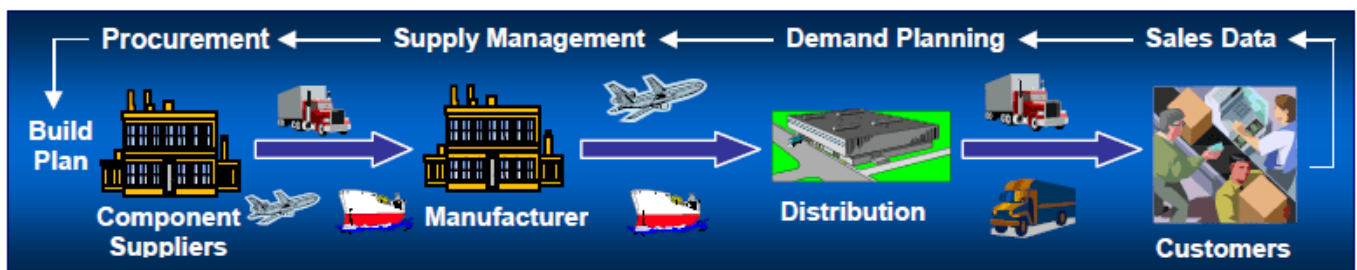 Procurement
Supply Management
Demand Planning
Sales Data
Build
Plan
Component
Suppliers
Manufacturer
Distribution
Customers